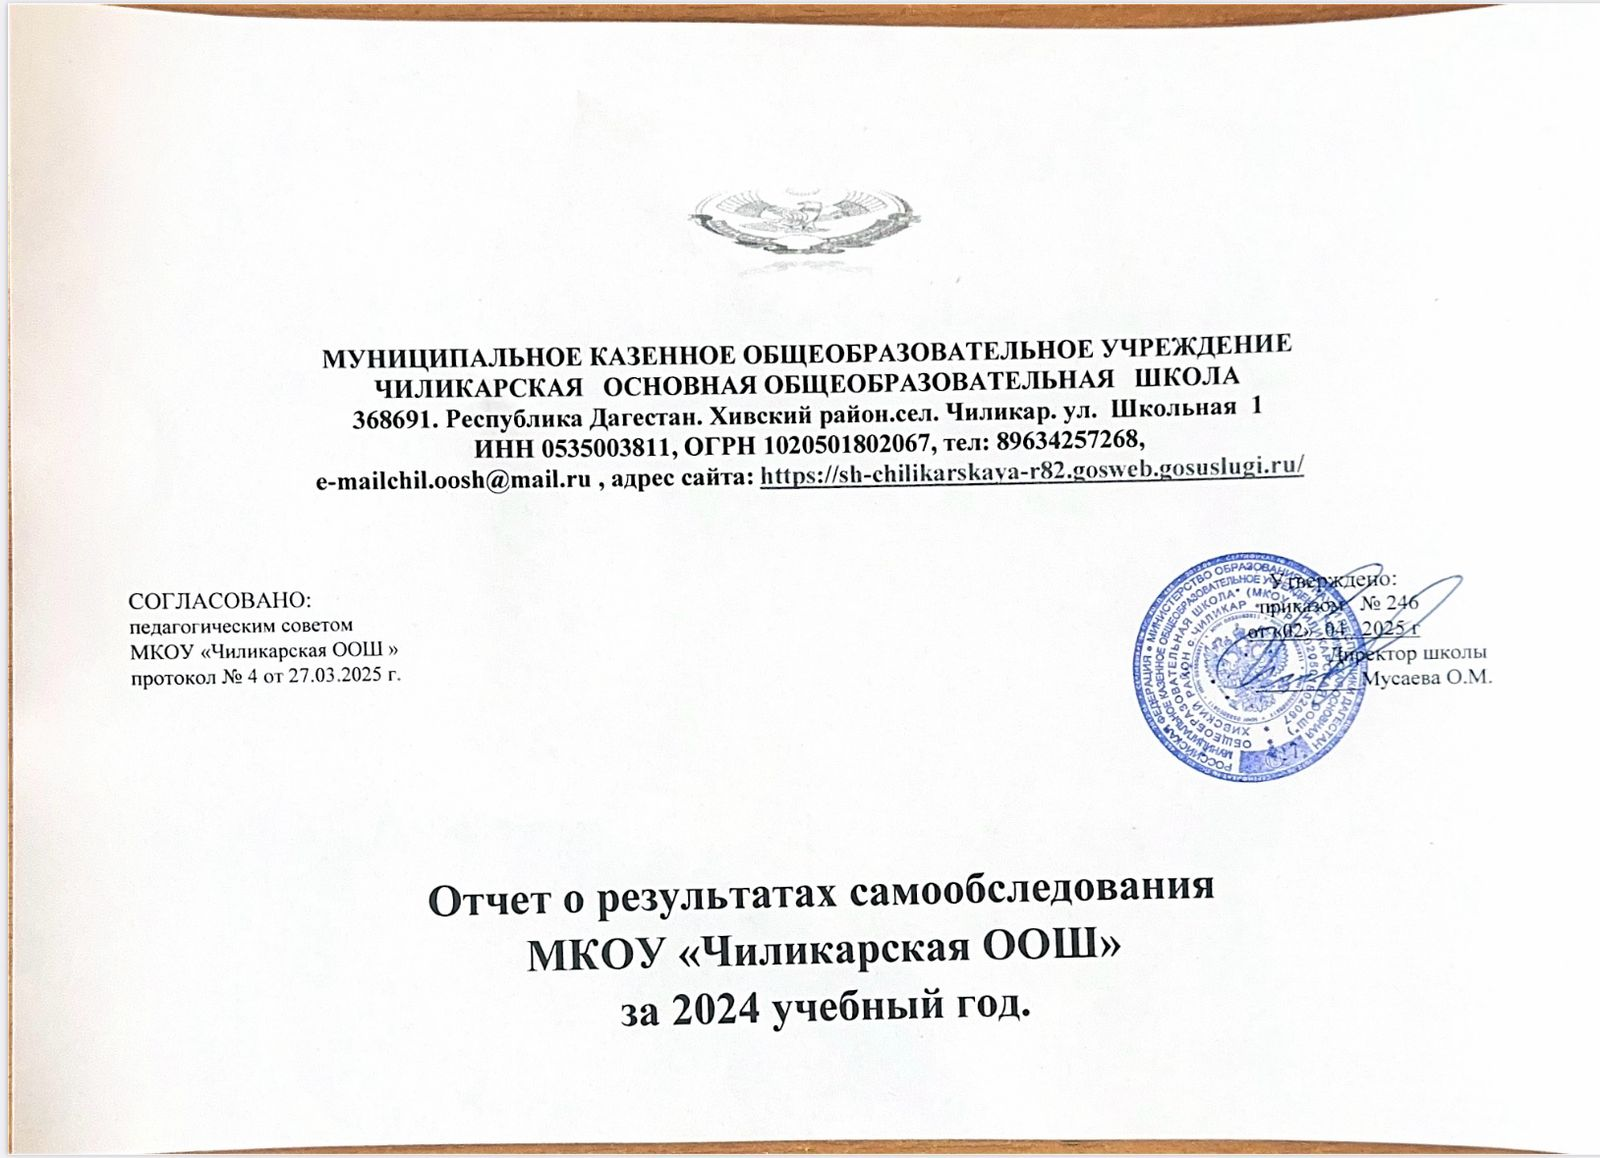 МУНИЦИПАЛЬНОЕ КАЗЕННОЕ ОБЩЕОБРАЗОВАТЕЛЬНОЕ УЧРЕЖДЕНИЕ
ЧИЛИКАРСКАЯ ОСНОВНАЯ ОБЩЕОБРАЗОВАТЕЛЬНАЯ ШКОЛА
368691. Республика Дагестан. Хивский район.сел. Чиликар. ул. Школьная 1
ИНН 0535003811, ОГРН 1020501802067, тел: 89634257268,
e-mailchil.oosh@mail.ru , адрес сайта: https://sh-chilikarskaya-r82.gosweb.gosuslugi.ru/
СОГЛАСОВАНО:
педагогическим советом
МКОУ «Чиликарская ООШ »
протокол № 4 от 27.03.2025 г.
Утверждено:
приказом № 246
от «02» 04 2025 г
Директор школы
Мусаева О.М.
Отчет о результатах самообследования
МКОУ «Чиликарская ООШ»
за 2024 учебный год.